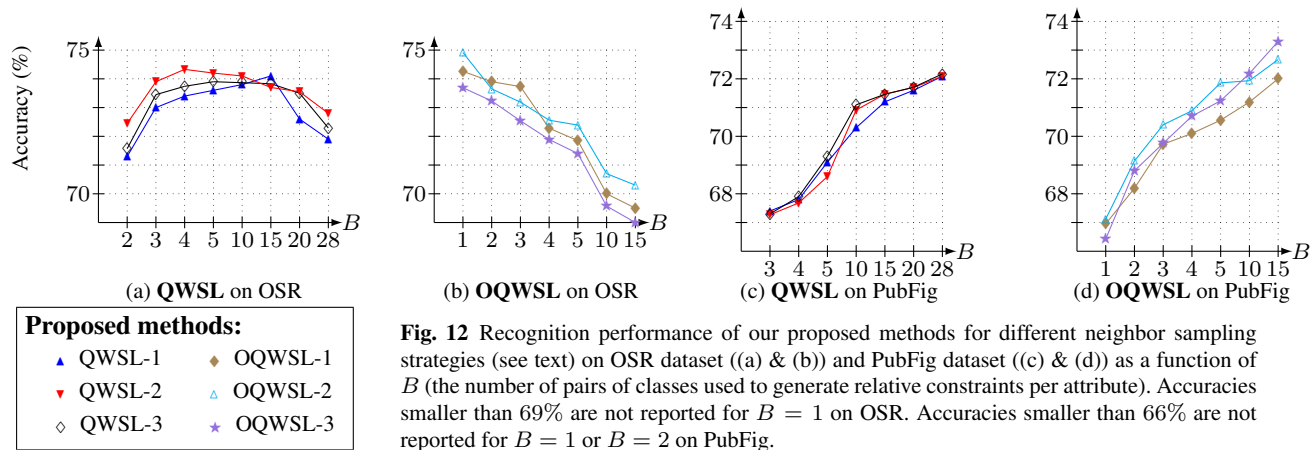 Accuracy (%)
75
70
2 3 4 5 10 15 20 28
B
(a) QWSL on OSR
75
70
1 2 3 4 5 10 15
B
(b) OQWSL on OSR
74
72
70
68
3 4 5 10 15 20 28
B
(c) QWSL on PubFig
74
72
70
68
1 2 3 4 5 10 15
B
(d) OQWSL on PubFig
Proposed methods:
QWSL-1 OQWSL-1
QWSL-2 OQWSL-2
QWSL-3 OQWSL-3
Fig. 12 Recognition performance of our proposed methods for different neighbor sampling
strategies (see text) on OSR dataset ((a) & (b)) and PubFig dataset ((c) & (d)) as a function of
B (the number of pairs of classes used to generate relative constraints per attribute). Accuracies
smaller than 69% are not reported for B = 1 on OSR. Accuracies smaller than 66% are not
reported for B = 1 or B = 2 on PubFig.